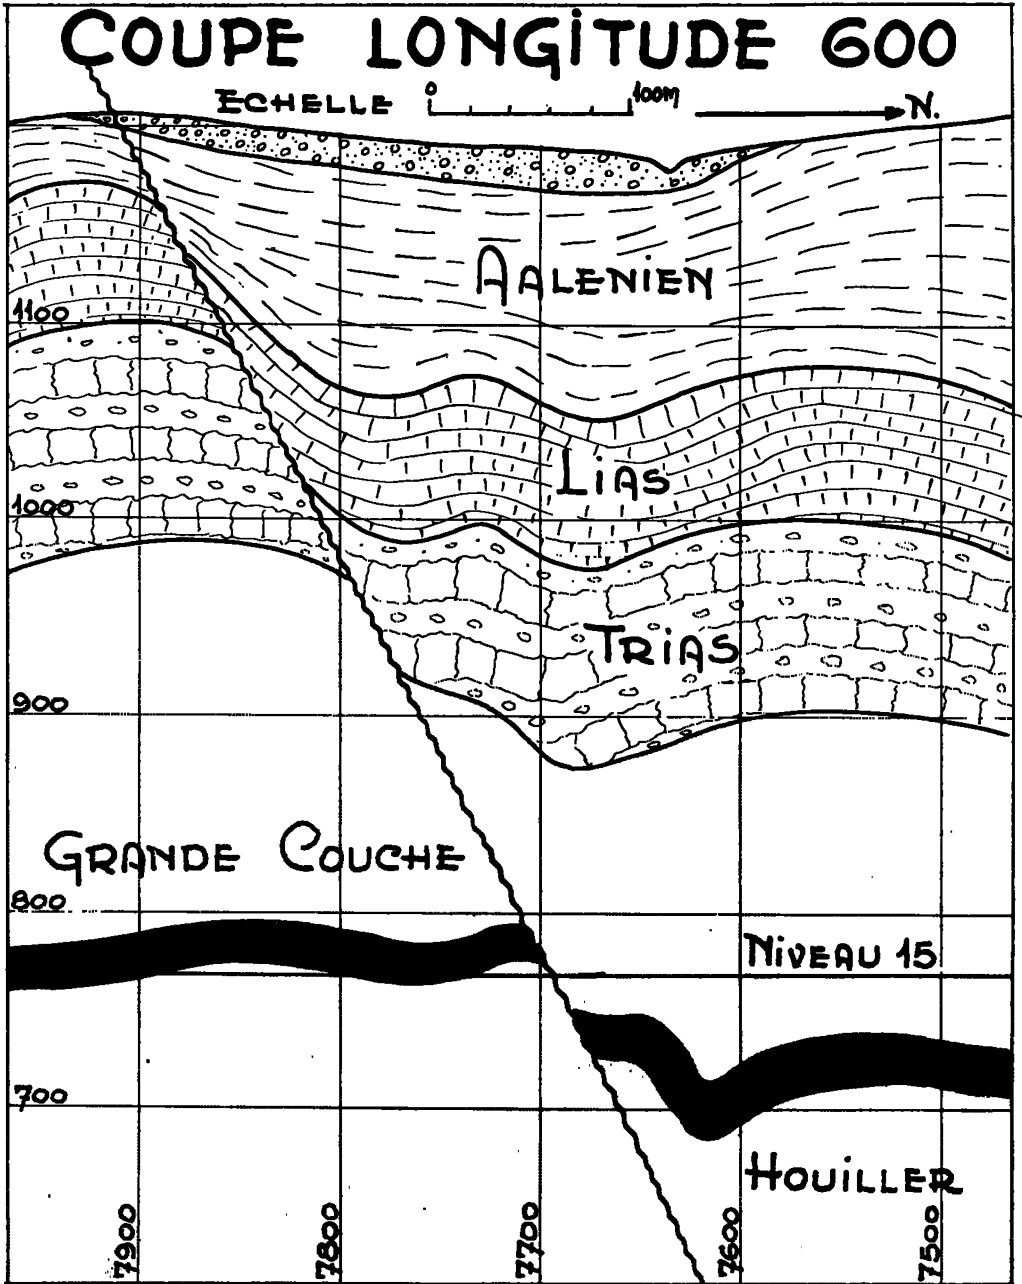 COUPE LONGITUDE 600
ECHELLE 0 100M N.
AALENIEN
1100
LIAS
1000
TRIAS
900
GRANDE COUCHE
800
NIVEAU 15
700
HOUILLER
7900 7800 7700 7600 7500